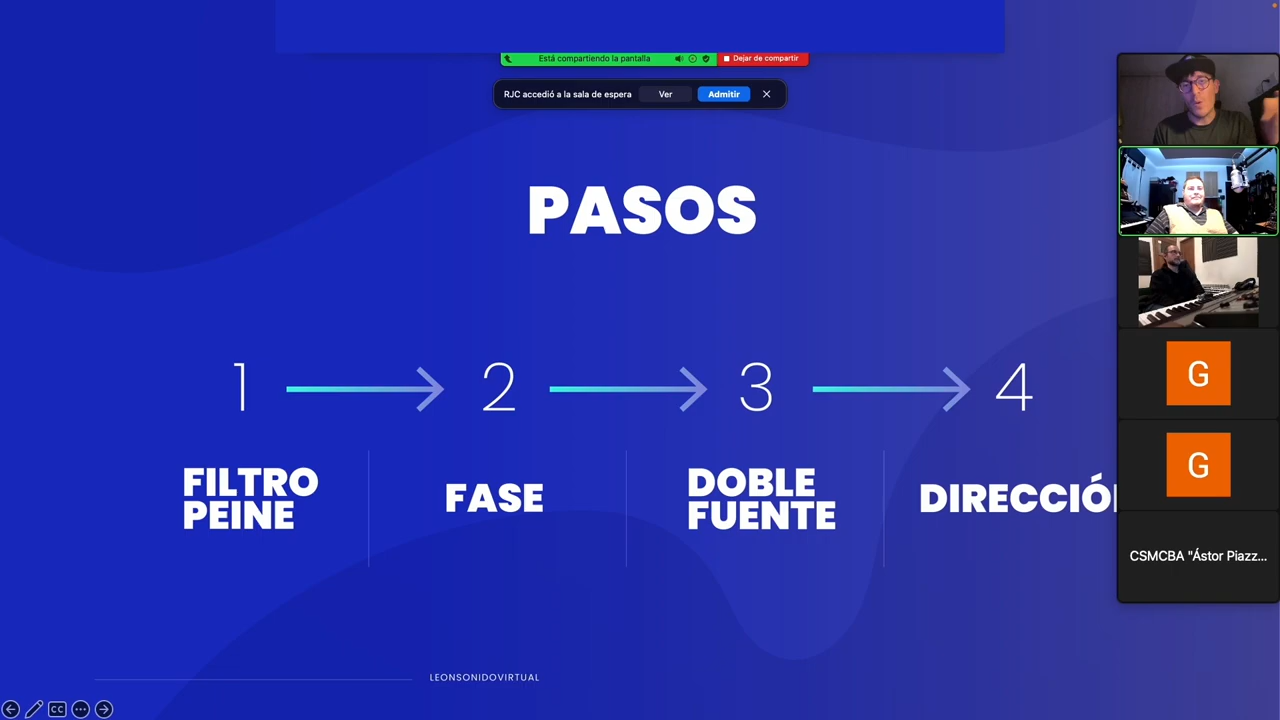 Está compartiendo la pantalla
Dejar de compartir
RJC accedió a la sala de espera
Ver
Admitir
PASOS
1
2
3
4
FILTRO
PEINE
FASE
DOBLE
FUENTE
DIRECCIÓ
G
G
CSMCBA "Ástor Piazz...
LEONSONIDOVIRTUAL
CC